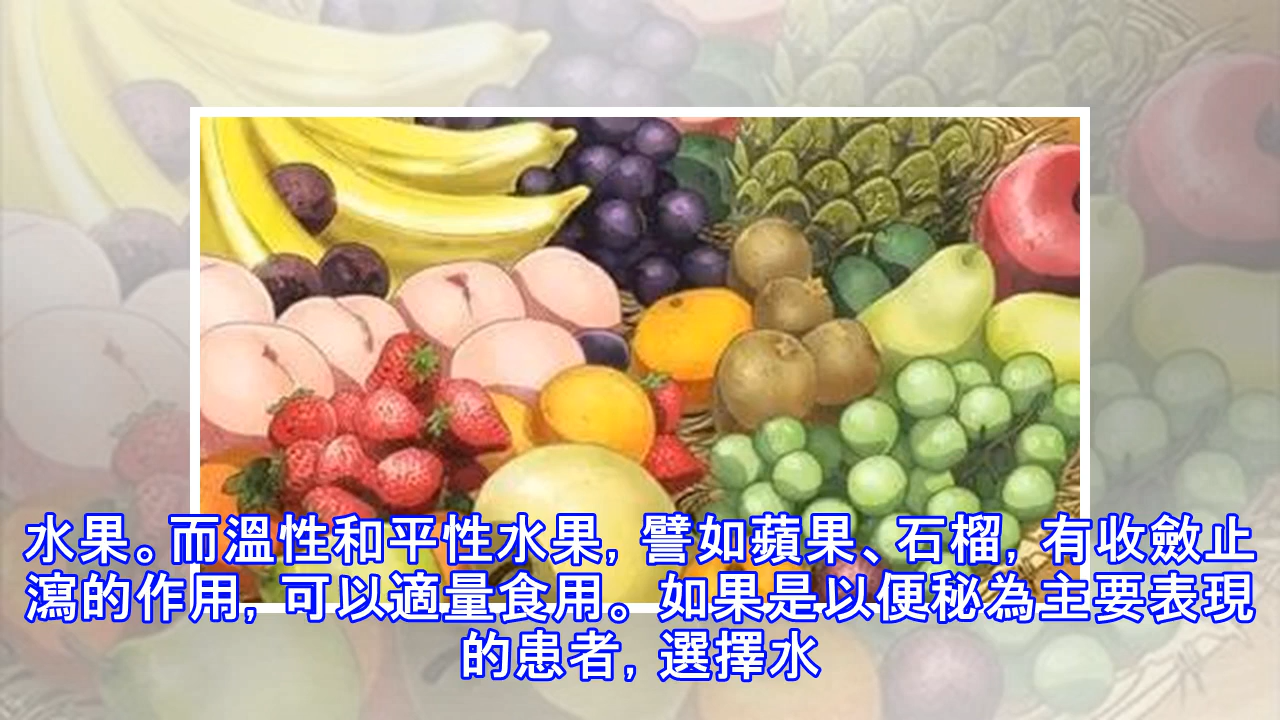 水果。而溫性和平性水果, 譬如蘋果、石榴, 有收斂止
瀉的作用, 可以適量食用。如果是以便秘為主要表現
的患者, 選擇水